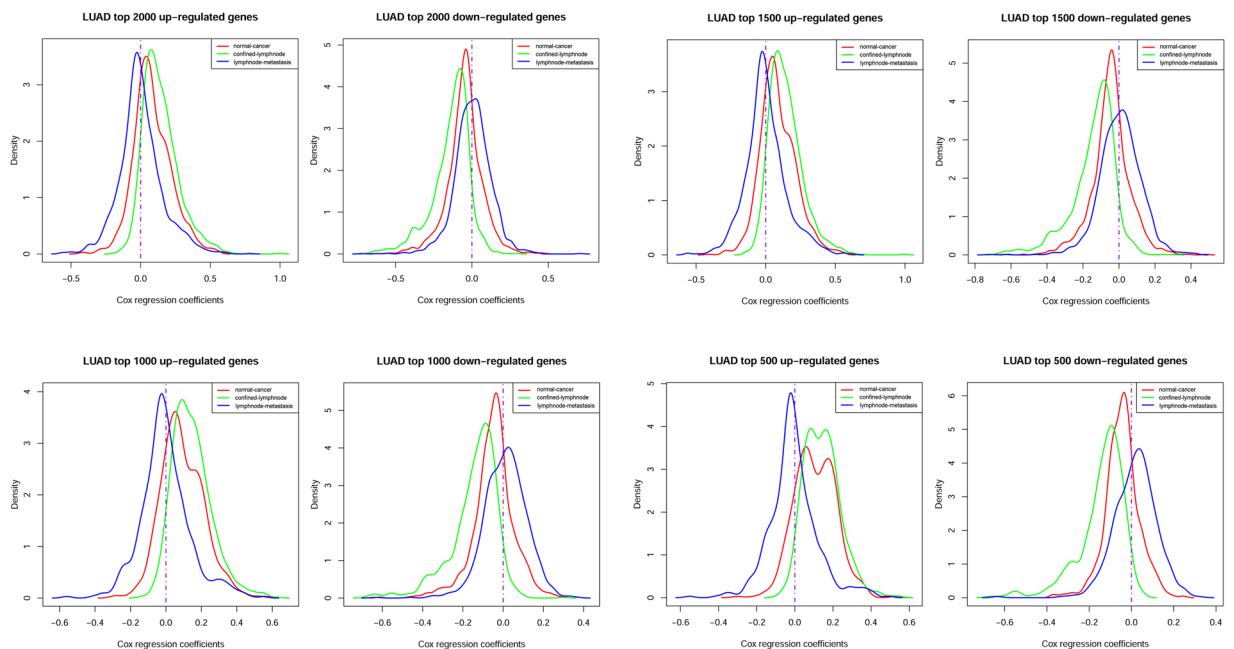 LUAD top 2000 up−regulated genes
normal-cancer
confined-lymphnode
lymphnode-metastasis
Density
0 1 2 3
−0.5 0.0 0.5 1.0
Cox regression coefficients
LUAD top 2000 down−regulated genes
normal-cancer
confined-lymphnode
lymphnode-metastasis
Density
0 1 2 3 4 5
−0.5 0.0 0.5
Cox regression coefficients
LUAD top 1500 up−regulated genes
normal-cancer
confined-lymphnode
lymphnode-metastasis
Density
0 1 2 3
−0.5 0.0 0.5 1.0
Cox regression coefficients
LUAD top 1500 down−regulated genes
normal-cancer
confined-lymphnode
lymphnode-metastasis
Density
0 1 2 3 4 5
−0.8 −0.6 −0.4 −0.2 0.0 0.2 0.4
Cox regression coefficients
LUAD top 1000 up−regulated genes
normal-cancer
confined-lymphnode
lymphnode-metastasis
Density
0 1 2 3 4
−0.6 −0.4 −0.2 0.0 0.2 0.4 0.6
Cox regression coefficients
LUAD top 1000 down−regulated genes
normal-cancer
confined-lymphnode
lymphnode-metastasis
Density
0 1 2 3 4 5
−0.6 −0.4 −0.2 0.0 0.2 0.4
Cox regression coefficients
LUAD top 500 up−regulated genes
normal-cancer
confined-lymphnode
lymphnode-metastasis
Density
0 1 2 3 4 5
−0.6 −0.4 −0.2 0.0 0.2 0.4 0.6
Cox regression coefficients
LUAD top 500 down−regulated genes
normal-cancer
confined-lymphnode
lymphnode-metastasis
Density
0 1 2 3 4 5 6
−0.6 −0.4 −0.2 0.0 0.2 0.4
Cox regression coefficients